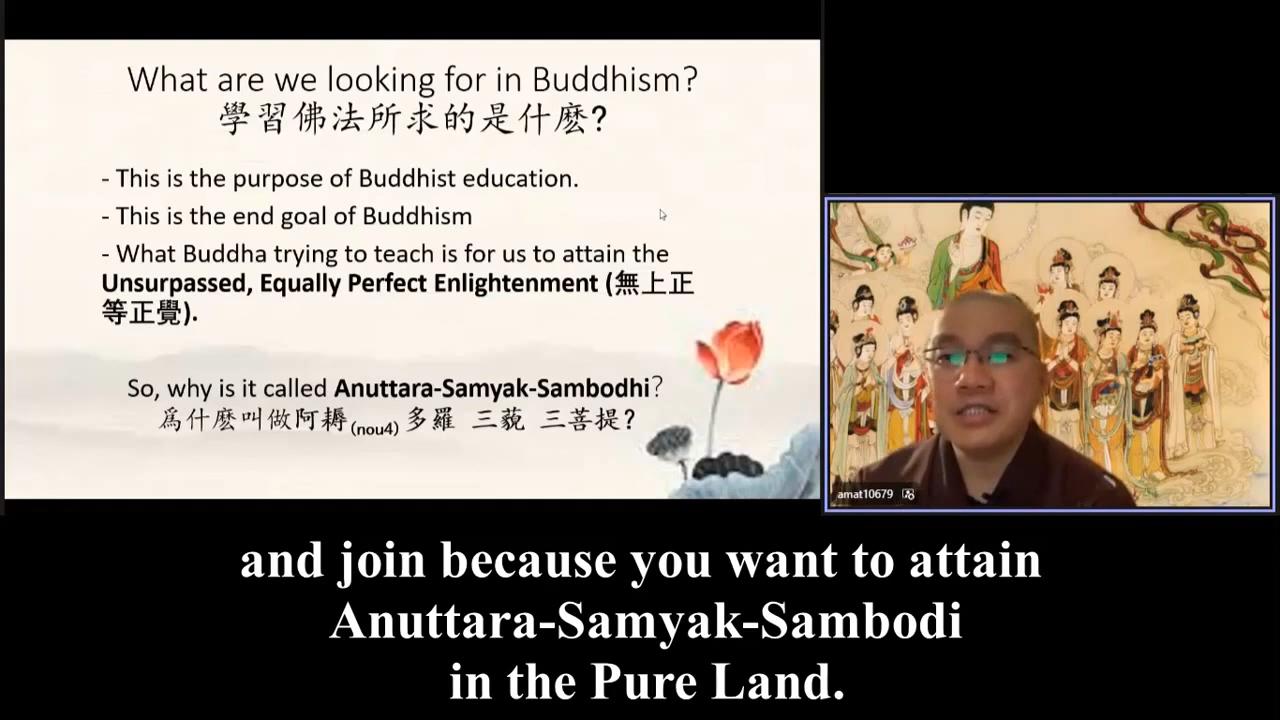 What are we looking for in Buddhism?
學習佛法所求的是什麽?
- This is the purpose of Buddhist education.
- This is the end goal of Buddhism
- What Buddha trying to teach is for us to attain the
Unsurpassed, Equally Perfect Enlightenment (無上正
等正覺).
So, why is it called Anuttara-Samyak-Sambodhi?
爲什麽叫做阿耨(nou4)多羅 三藐 三菩提?
amat10679
and join because you want to attain
Anuttara-Samyak-Sambodi
in the Pure Land.